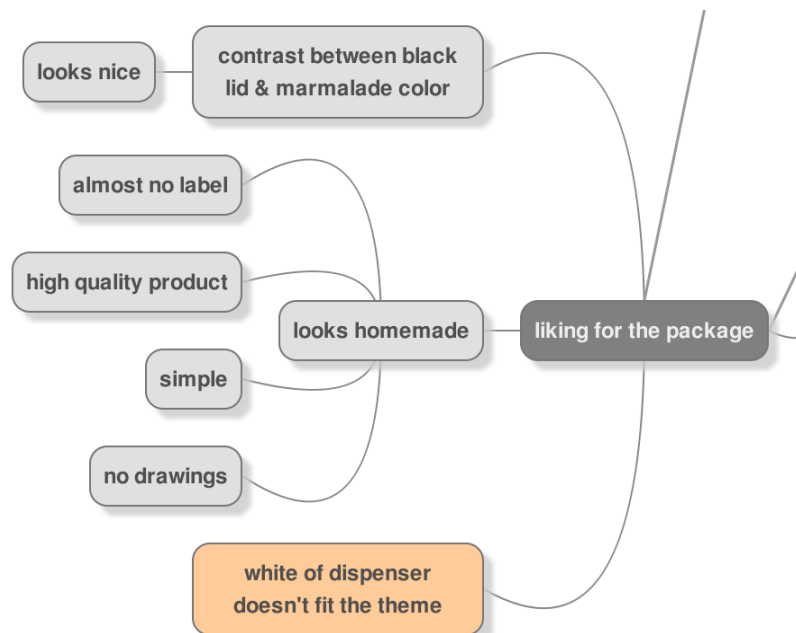 looks nice
contrast between black
lid & marmalade color
almost no label
high quality product
looks homemade
liking for the package
simple
no drawings
white of dispenser
doesn't fit the theme